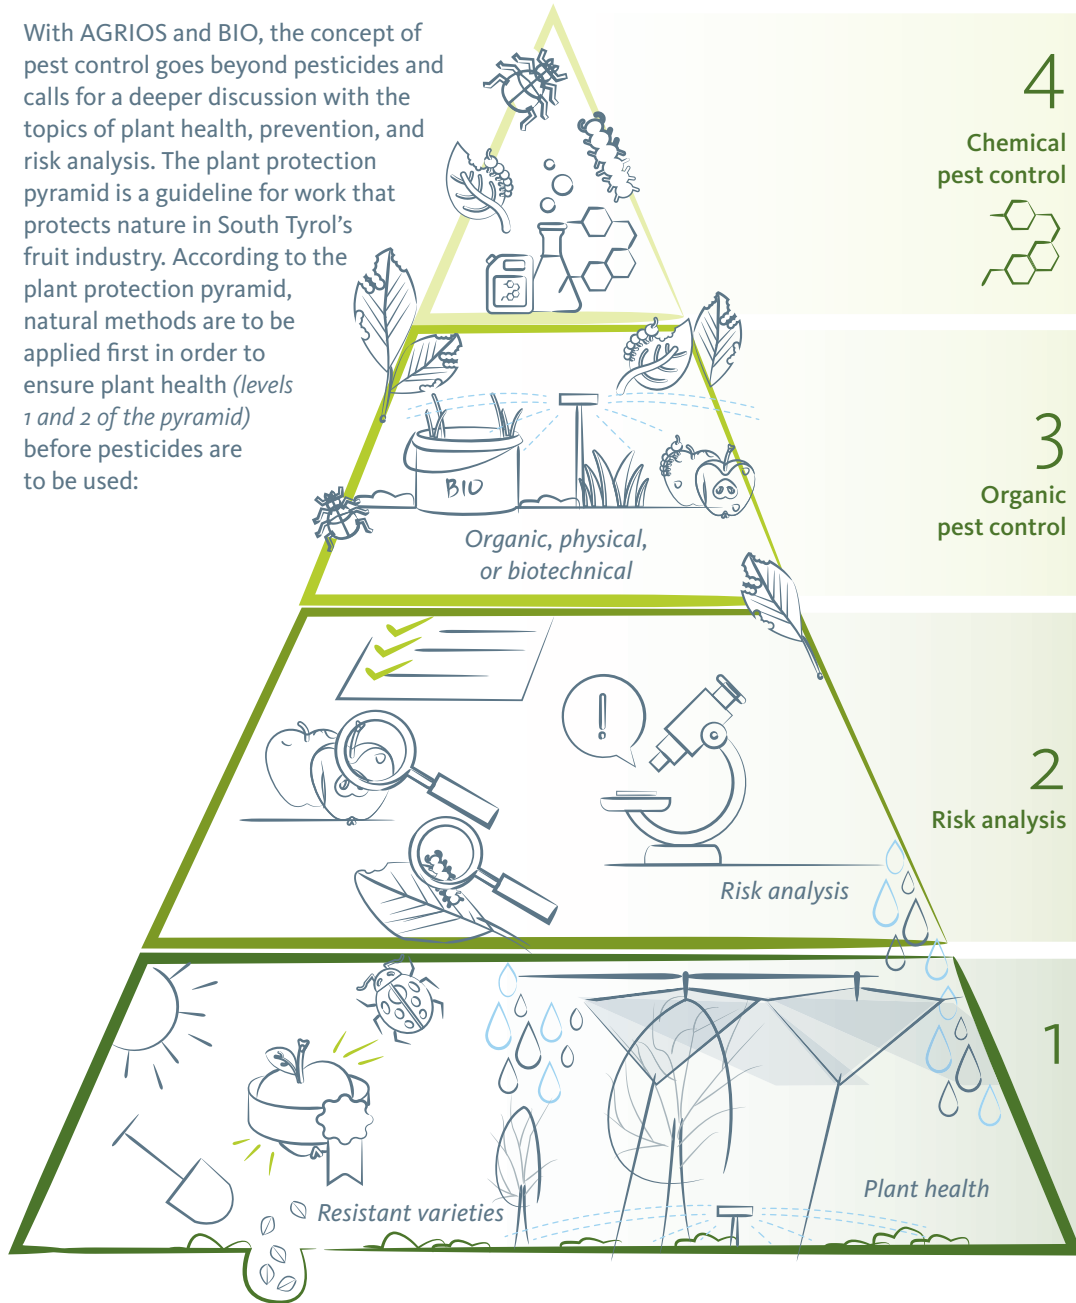 With AGRIOS and BIO, the concept of
pest control goes beyond pesticides and
calls for a deeper discussion with the
topics of plant health, prevention, and
risk analysis. The plant protection
pyramid is a guideline for work that
protects nature in South Tyrol's
fruit industry. According to the
plant protection pyramid,
natural methods are to be
applied first in order to
ensure plant health (levels
1 and 2 of the pyramid)
before pesticides are
to be used:
4
Chemical
pest control
3
Organic
pest control
BIO
Organic, physical,
or biotechnical
!
2
Risk analysis
Risk analysis
1
Plant health
Resistant varieties